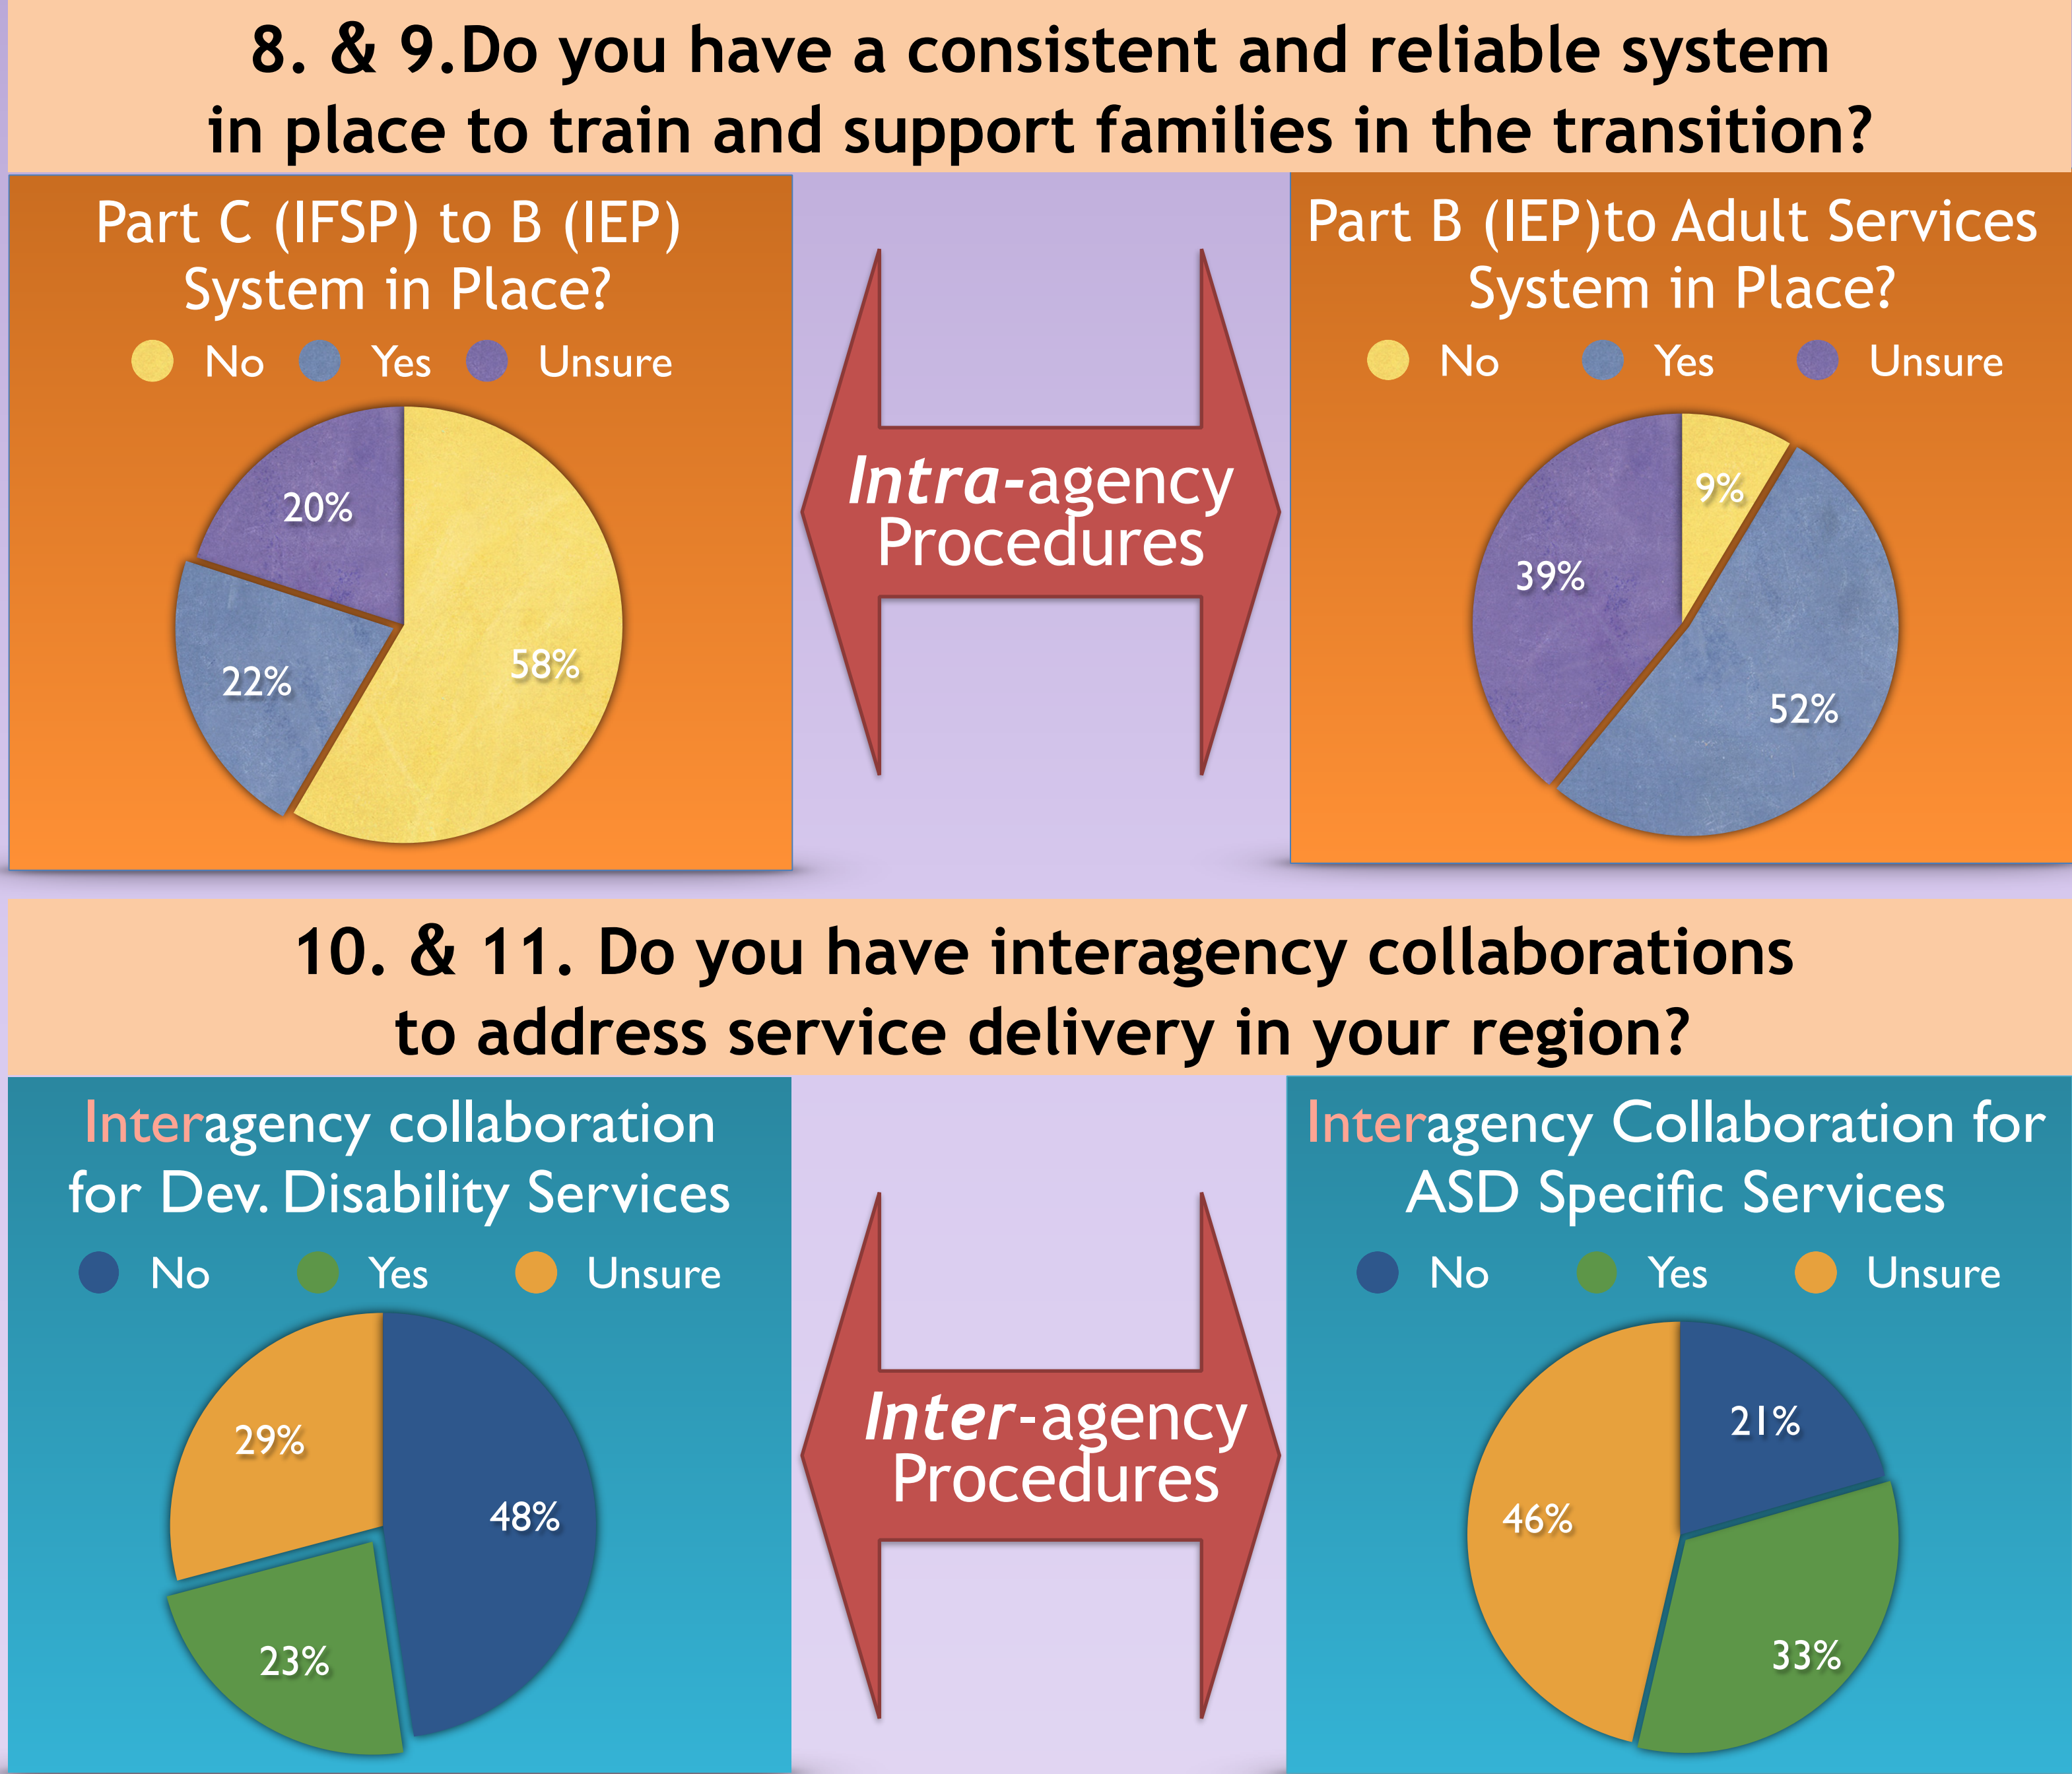 8. & 9.Do you have a consistent and reliable system
in place to train and support families in the transition?
Part C (IFSP) to B (IEP)
System in Place?
No Yes Unsure
20%
22%
58%
Intra-agency
Procedures
Part B (IEP)to Adult Services
System in Place?
No Yes Unsure
9%
39%
52%
10. & 11. Do you have interagency collaborations
to address service delivery in your region?
Interagency collaboration
for Dev. Disability Services
No Yes Unsure
29%
48%
23%
Inter-agency
Procedures
Interagency Collaboration for
ASD Specific Services
No Yes Unsure
21%
46%
33%